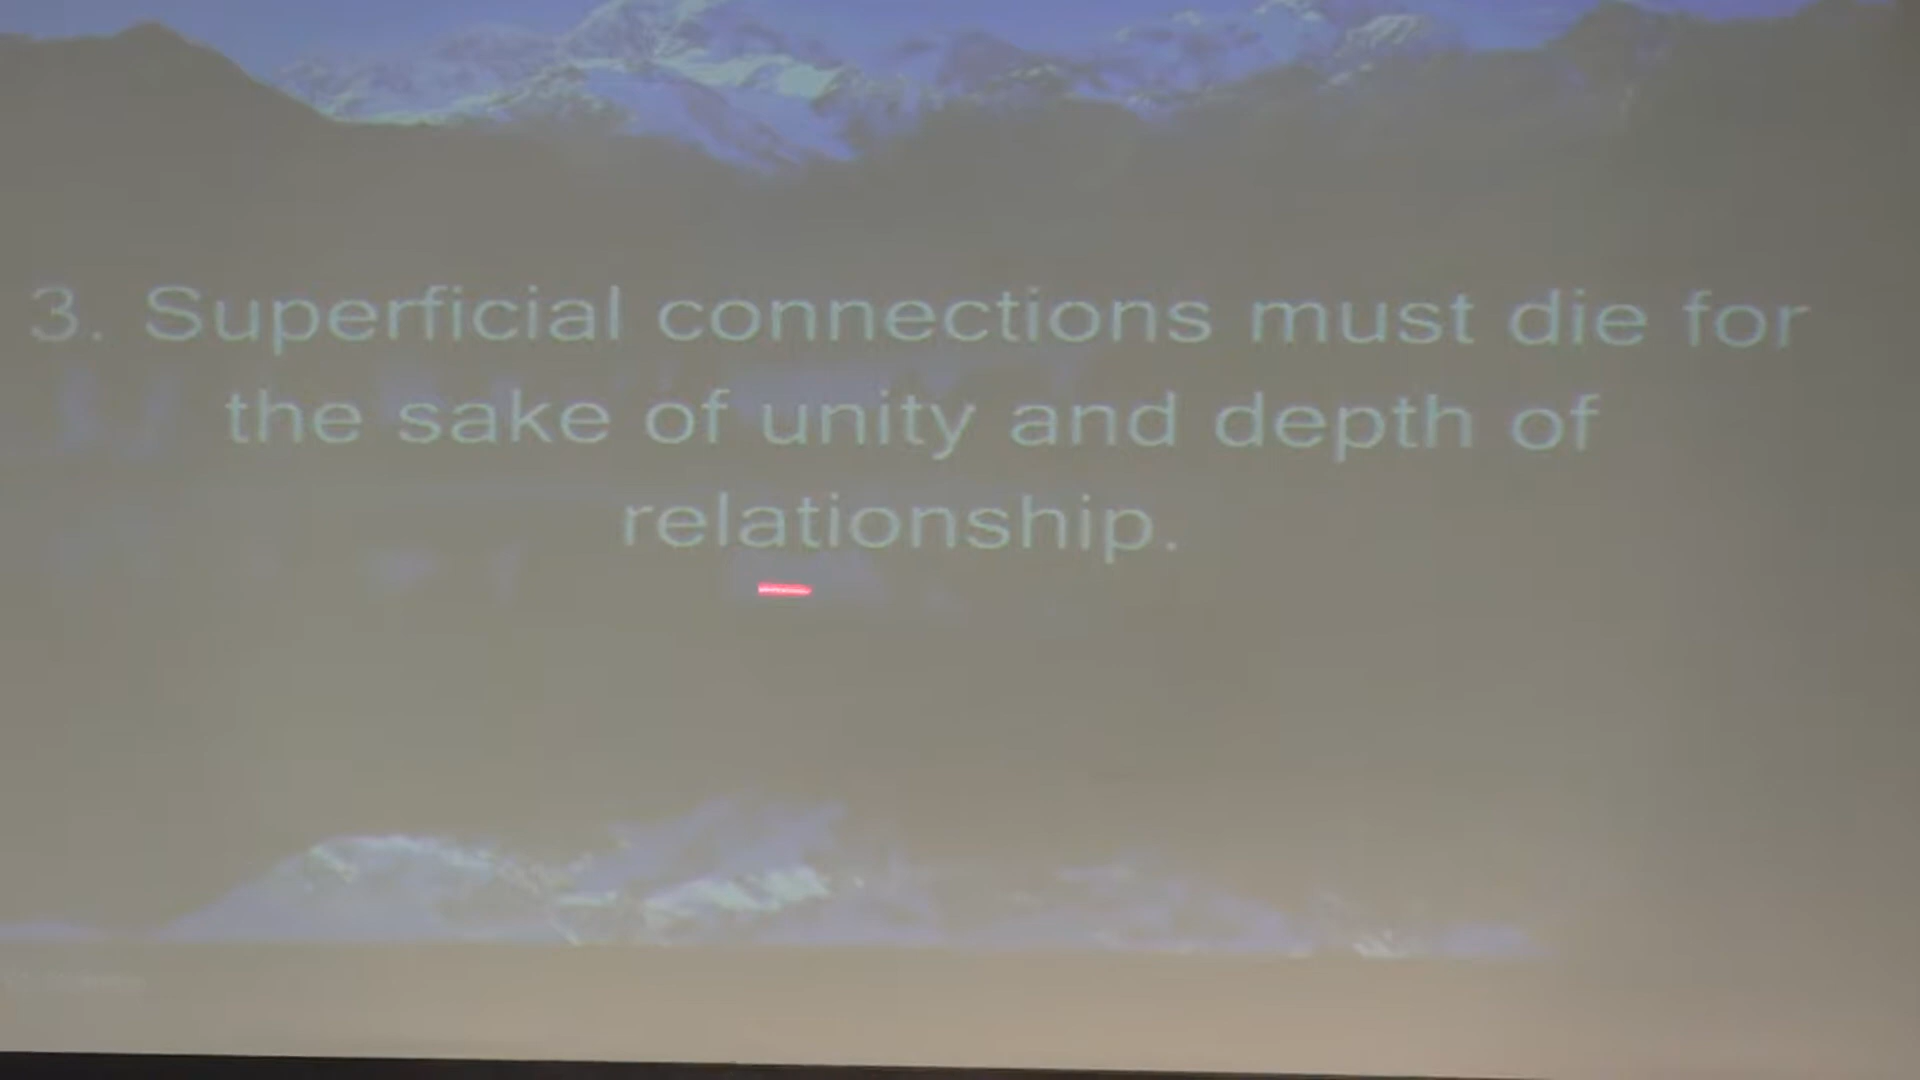 3. Superficial connections must die for
the sake of unity and depth of
relationship.